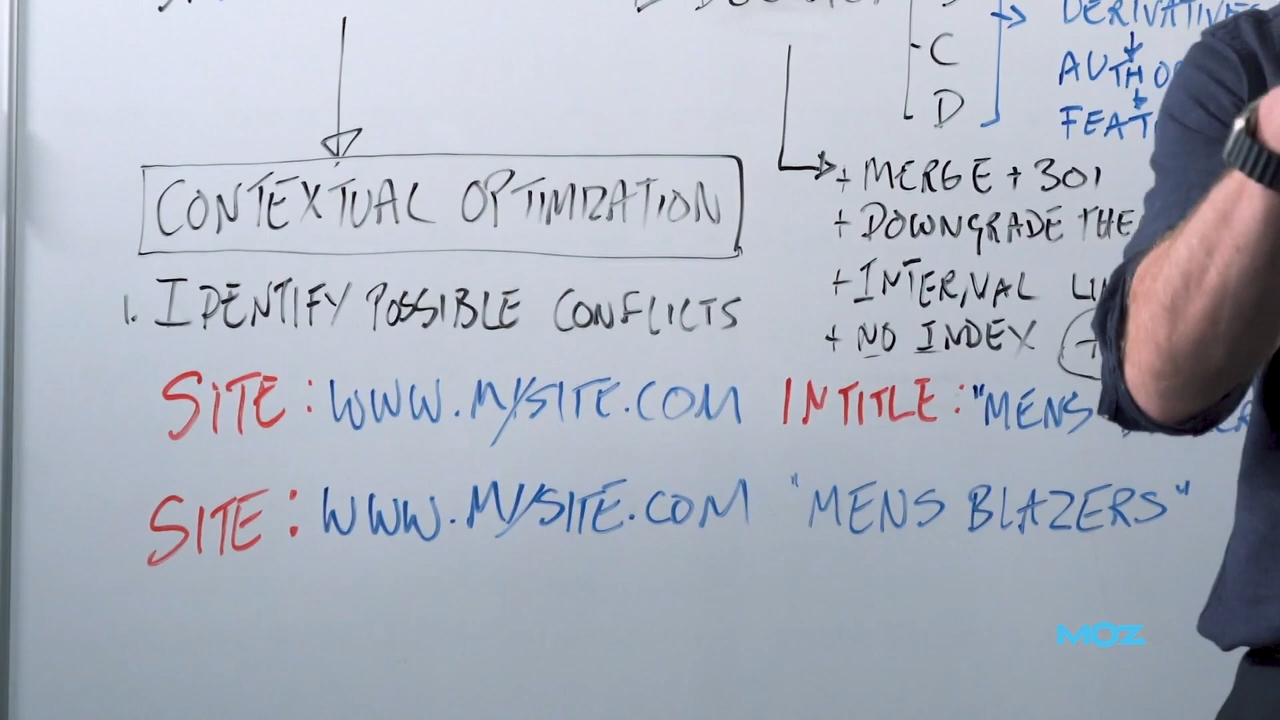 C
D
DERIVATIVES
FEAT
CONTEXTUAL OPTIMIZATION
+ MERGE + 301
+ DOWNGRADE THE
+ INTERNAL
+ NO INDEX
1. IDENTIFY POSSIBLE CONFLICTS
SITE: WWW.MYSITE.COM INTITLE: "MENS
SITE: WWW.MYSITE.COM "MENS BLAZERS"
MOZ